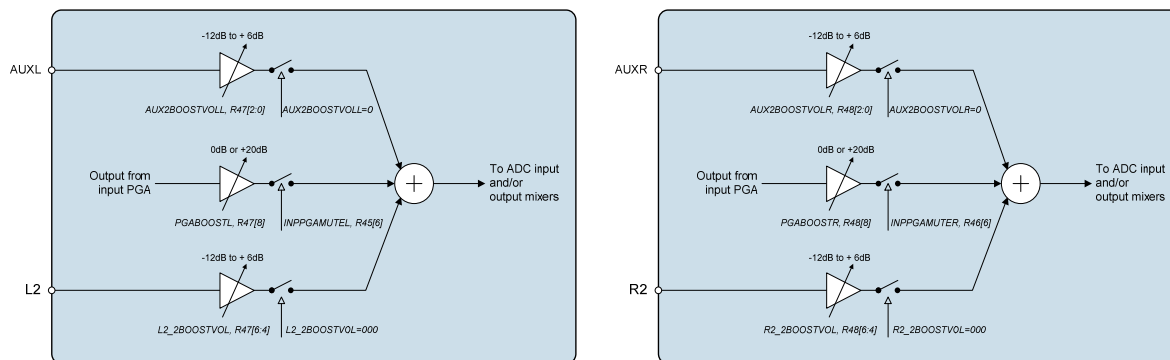 -12dB to + 6dB
AUXL
AUX2BOOSTVOLL, R47[2:0]
AUX2BOOSTVOLL=0
0dB or +20dB
Output from
input PGA
To ADC input
and/or
output mixers
PGABOOSTL, R47[8]
INPPGAMUTEL, R45[6]
-12dB to + 6dB
L2
L2_2BOOSTVOL, R47[6:4]
L2_2BOOSTVOL=000
-12dB to + 6dB
AUXR
AUX2BOOSTVOLR, R48[2:0]
AUX2BOOSTVOLR=0
0dB or +20dB
Output from
input PGA
To ADC input
and/or
output mixers
PGABOOSTR, R48[8]
INPPGAMUTER, R46[6]
-12dB to + 6dB
R2
R2_2BOOSTVOL, R48[6:4]
R2_2BOOSTVOL=000